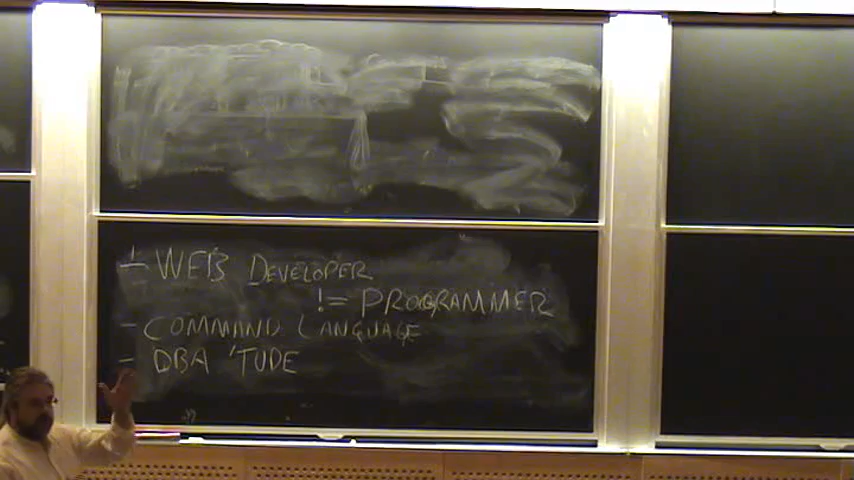 - WEB DEVELOPER
!= PROGRAMMER
- COMMAND LANGUAGE
- DBA 'TUDE